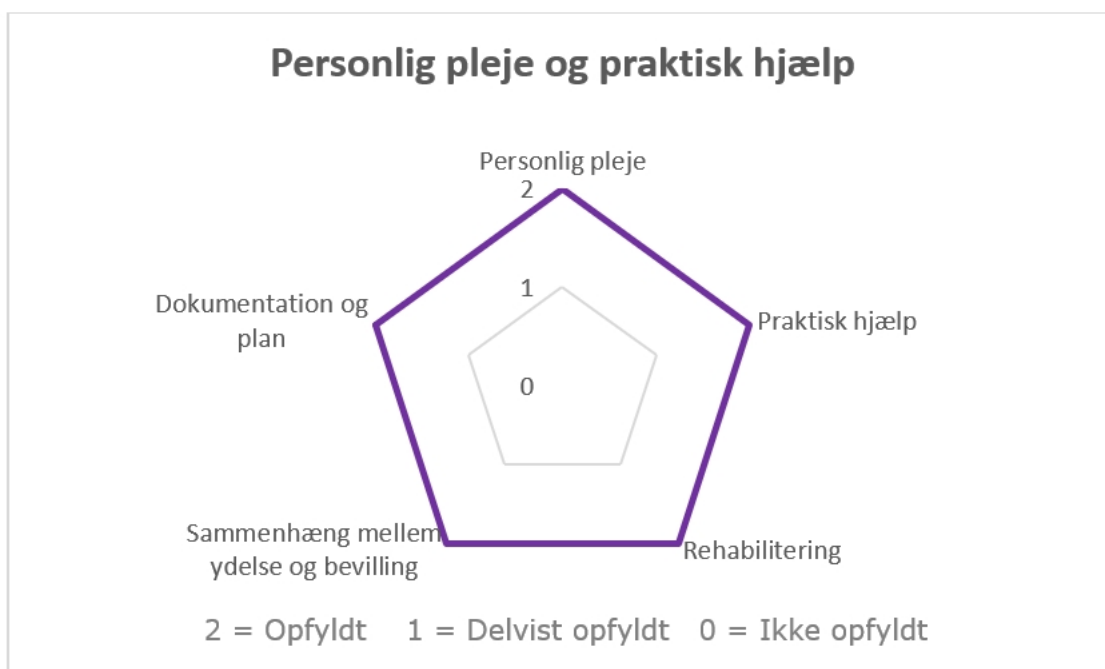 Personlig pleje og praktisk hjælp
Personlig pleje
2
1
0
Dokumentation og
plan
Praktisk hjælp
Sammenhæng mellem
ydelse og bevilling
Rehabilitering
2 = Opfyldt 1 = Delvist opfyldt 0 = Ikke opfyldt